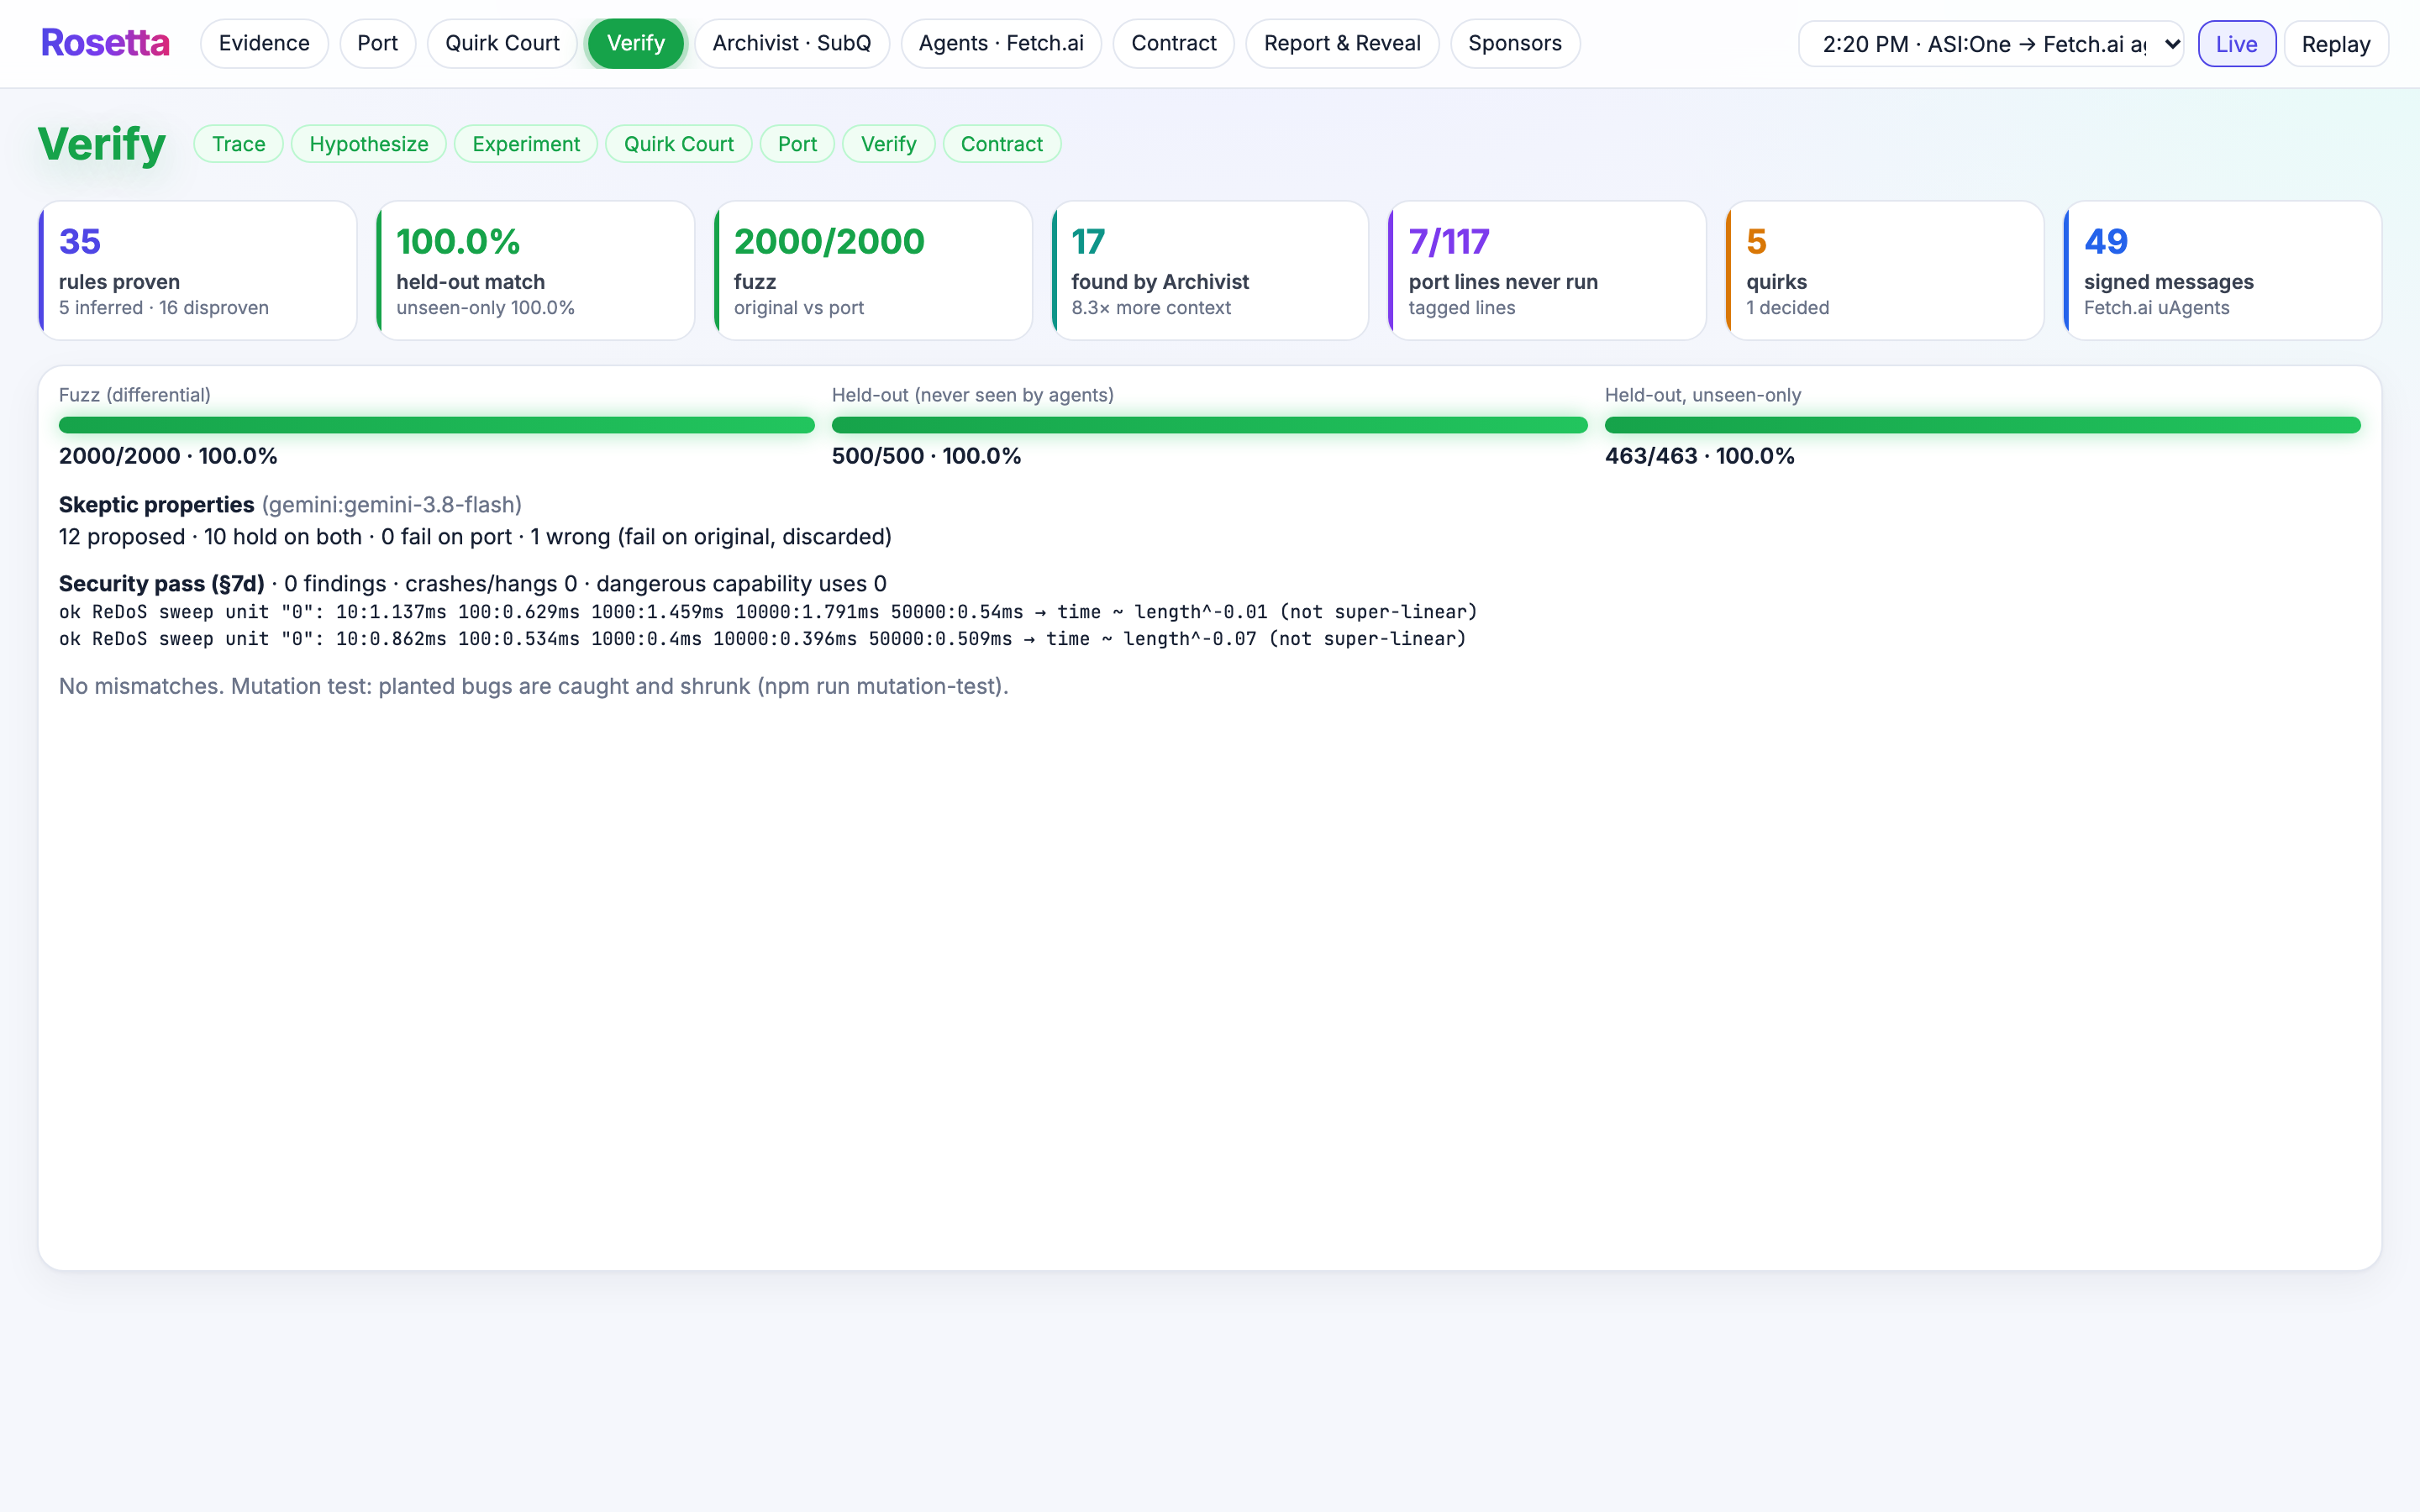 Rosetta Evidence Port Quirk Court Verify Archivist · SubQ Agents · Fetch.ai Contract Report & Reveal Sponsors 2:20 PM · ASI:One → Fetch.ai Live Replay
Verify Trace Hypothesize Experiment Quirk Court Port Verify Contract
35
rules proven
5 inferred · 16 disproven
100.0%
held-out match
unseen-only 100.0%
2000/2000
fuzz
original vs port
17
found by Archivist
8.3× more context
7/117
port lines never run
tagged lines
5
quirks
1 decided
49
signed messages
Fetch.ai uAgents
Fuzz (differential)
2000/2000 · 100.0%
Held-out (never seen by agents)
500/500 · 100.0%
Held-out, unseen-only
463/463 · 100.0%
Skeptic properties (gemini:gemini-3.8-flash)
12 proposed · 10 hold on both · 0 fail on port · 1 wrong (fail on original, discarded)
Security pass (§7d) · 0 findings · crashes/hangs 0 · dangerous capability uses 0
ok ReDoS sweep unit "0": 10:1.137ms 100:0.629ms 1000:1.459ms 10000:1.791ms 50000:0.54ms → time ~ length^-0.01 (not super-linear)
ok ReDoS sweep unit "0": 10:0.862ms 100:0.534ms 1000:0.4ms 10000:0.396ms 50000:0.509ms → time ~ length^-0.07 (not super-linear)
No mismatches. Mutation test: planted bugs are caught and shrunk (npm run mutation-test).